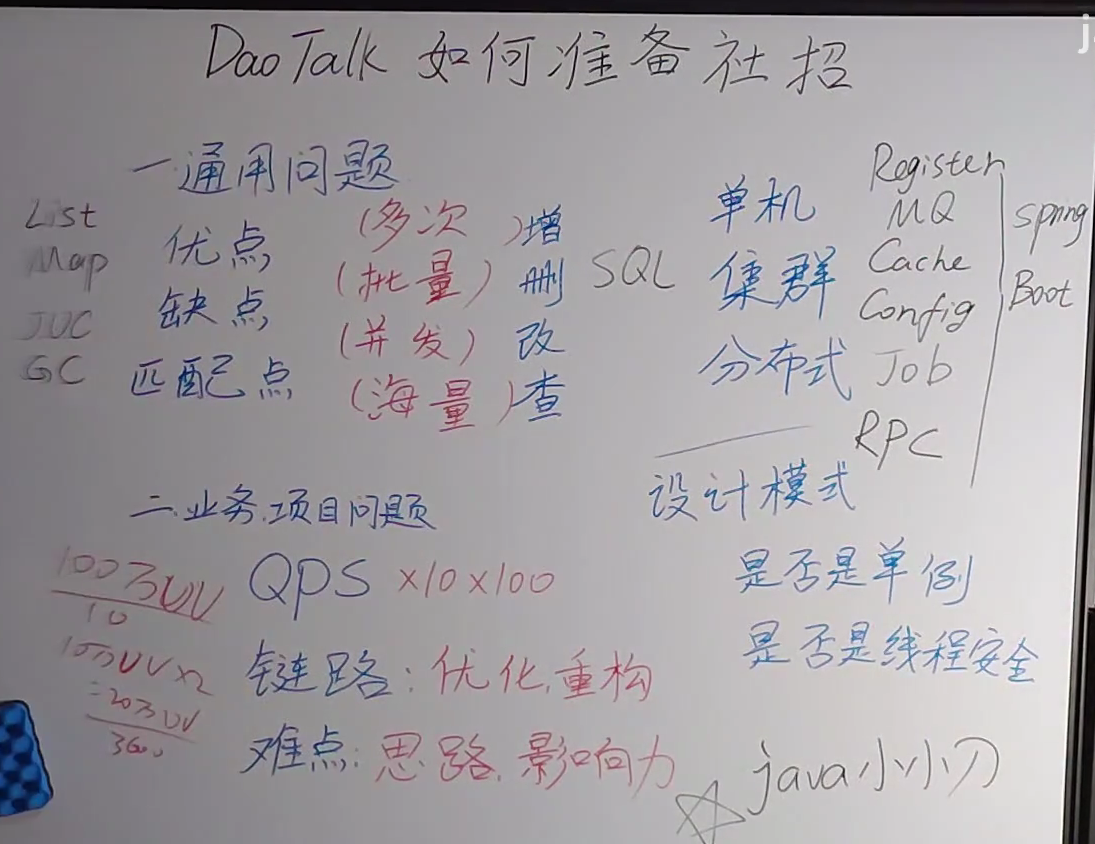 DaoTalk 如何准备社招
一 通用问题
List
Map
JUC
GC
优点
缺点
匹配点
(多次)增
(批量)删
(并发)改
(海量)查
SQL
单机
集群
分布式
Register
MQ
Cache
Config
Job
RPC
Spring
Boot
设计模式
是否是单例
是否是线程安全
二.业务.项目问题
100万UV
10
10万UV×2
=20万UV
3600
QPS ×10×100
链路:优化.重构
难点:思路.影响力
java小小刀
j